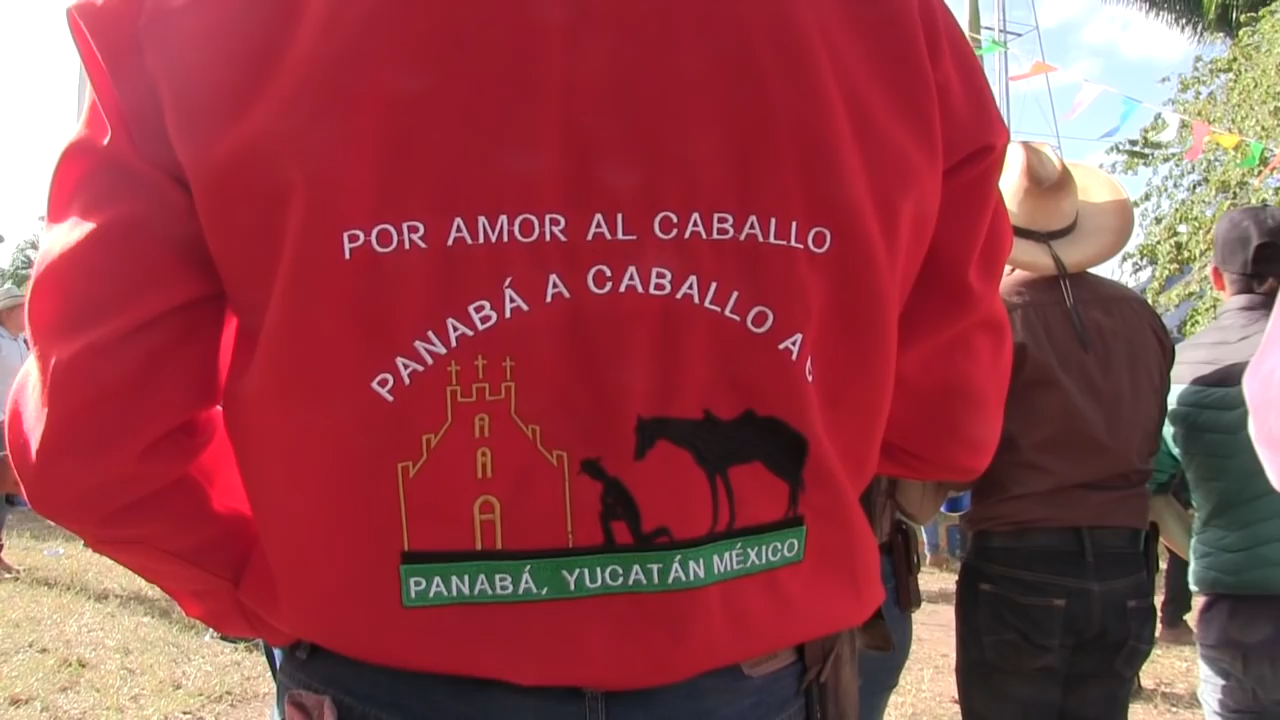 POR AMOR AL CABALLO
PANABÁ A CABALLO A
PANABÁ, YUCATÁN MÉXICO